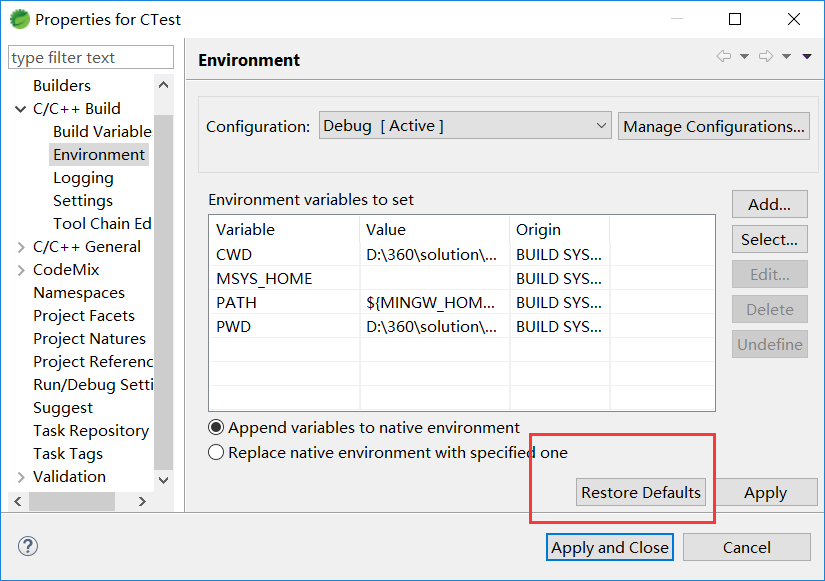 Properties for CTest
type filter text
Builders
C/C++ Build
Build Variable
Environment
Logging
Settings
Tool Chain Ed
C/C++ General
CodeMix
Namespaces
Project Facets
Project Natures
Project Referenc
Run/Debug Setti
Suggest
Task Repository
Task Tags
Validation
Environment
Configuration: Debug [ Active ] Manage Configurations...
Environment variables to set
Variable Value Origin
CWD D:\360\solution\... BUILD SYS...
MSYS_HOME BUILD SYS...
PATH ${MINGW_HOM... BUILD SYS...
PWD D:\360\solution\... BUILD SYS...
Add...
Select...
Edit...
Delete
Undefine
Append variables to native environment
Replace native environment with specified one
Restore Defaults Apply
Apply and Close Cancel